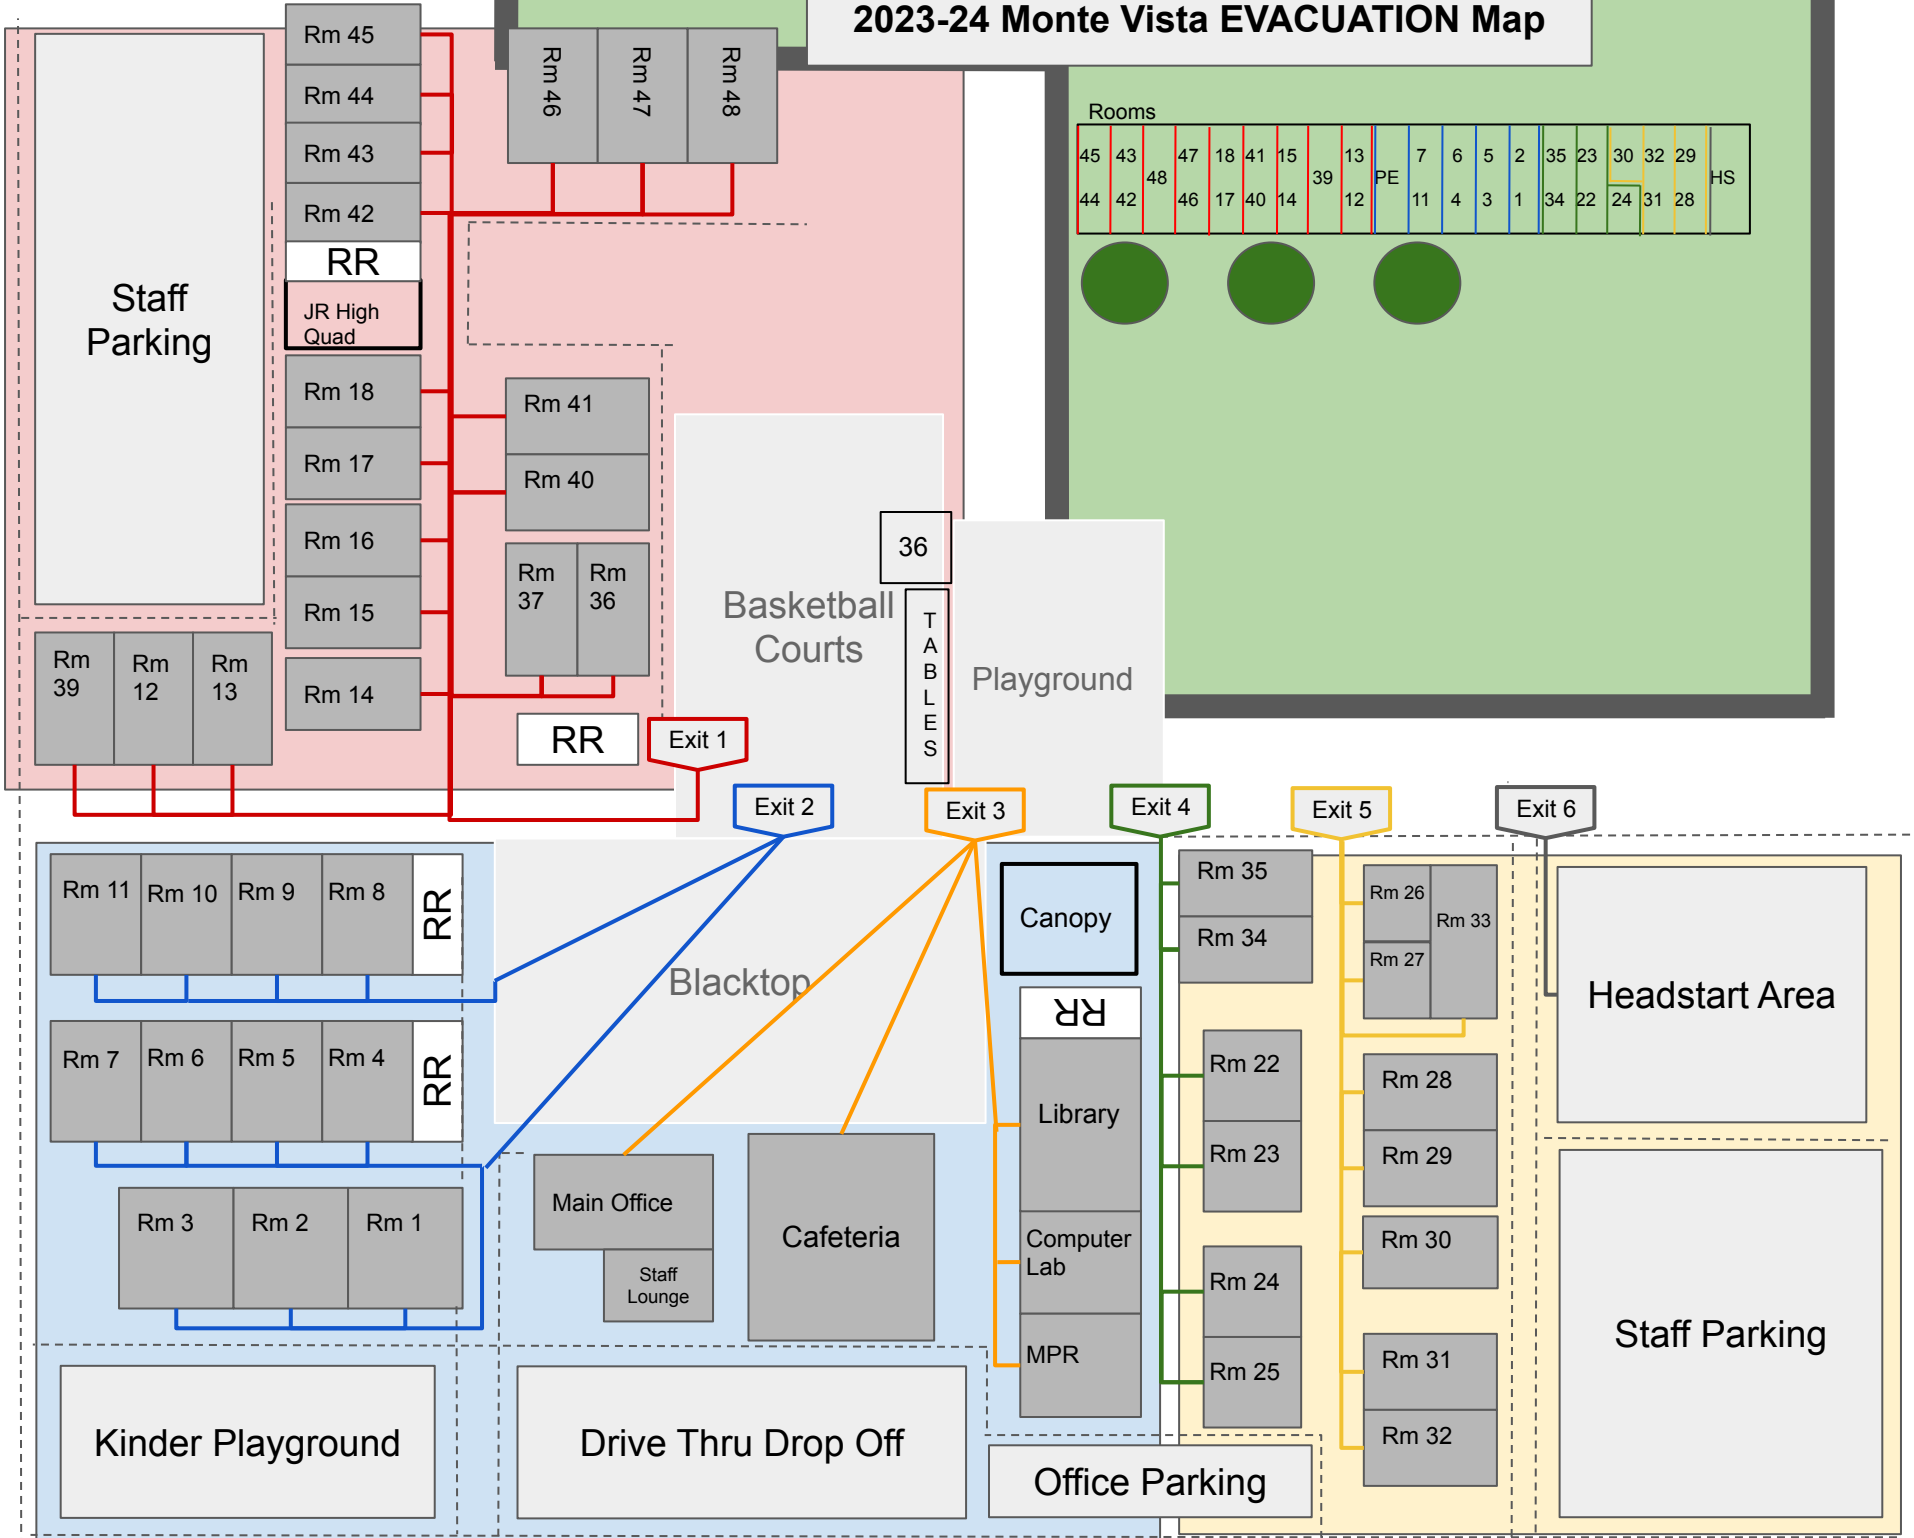 2023-24 Monte Vista EVACUATION Map
Rm 45
Rm 44
Rm 43
Rm 42
RR
JR High
Quad
Rm 18
Rm 17
Rm 16
Rm 15
Rm 14
Staff
Parking
Rm 46
Rm 47
Rm 48
Rooms
45 43 47 18 41 15 13 7 6 5 2 35 23 30 32 29
48 39 PE HS
44 42 46 17 40 14 12 11 4 3 1 34 22 24 31 28
Rm 41
Rm 40
Rm
37
Rm
36
RR
Rm
39
Rm
12
Rm
13
36
Basketball
Courts
TABLES
Playground
Exit 1
Exit 2
Exit 3
Exit 4
Exit 5
Exit 6
Rm 11
Rm 10
Rm 9
Rm 8
RR
Rm 7
Rm 6
Rm 5
Rm 4
RR
Rm 3
Rm 2
Rm 1
Blacktop
Canopy
RR
Library
Computer
Lab
MPR
Main Office
Staff
Lounge
Cafeteria
Rm 35
Rm 34
Rm 22
Rm 23
Rm 24
Rm 25
Rm 26
Rm 27
Rm 33
Rm 28
Rm 29
Rm 30
Rm 31
Rm 32
Headstart Area
Staff Parking
Kinder Playground
Drive Thru Drop Off
Office Parking